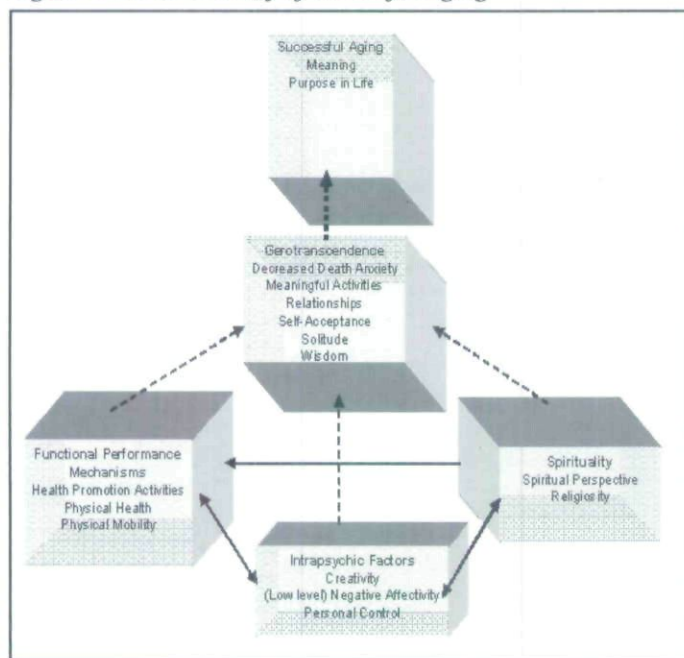 Successful Aging
Meaning
Purpose in Life
Gerotranscendence
Decreased Death Anxiety
Meaningful Activities
Relationships
Self-Acceptance
Solitude
Wisdom
Functional Performance
Mechanisms
Health Promotion Activities
Physical Health
Physical Mobility
Spirituality
Spiritual Perspective
Religiosity
Intrapsychic Factors
Creativity
(Low level) Negative Affectivity
Personal Control